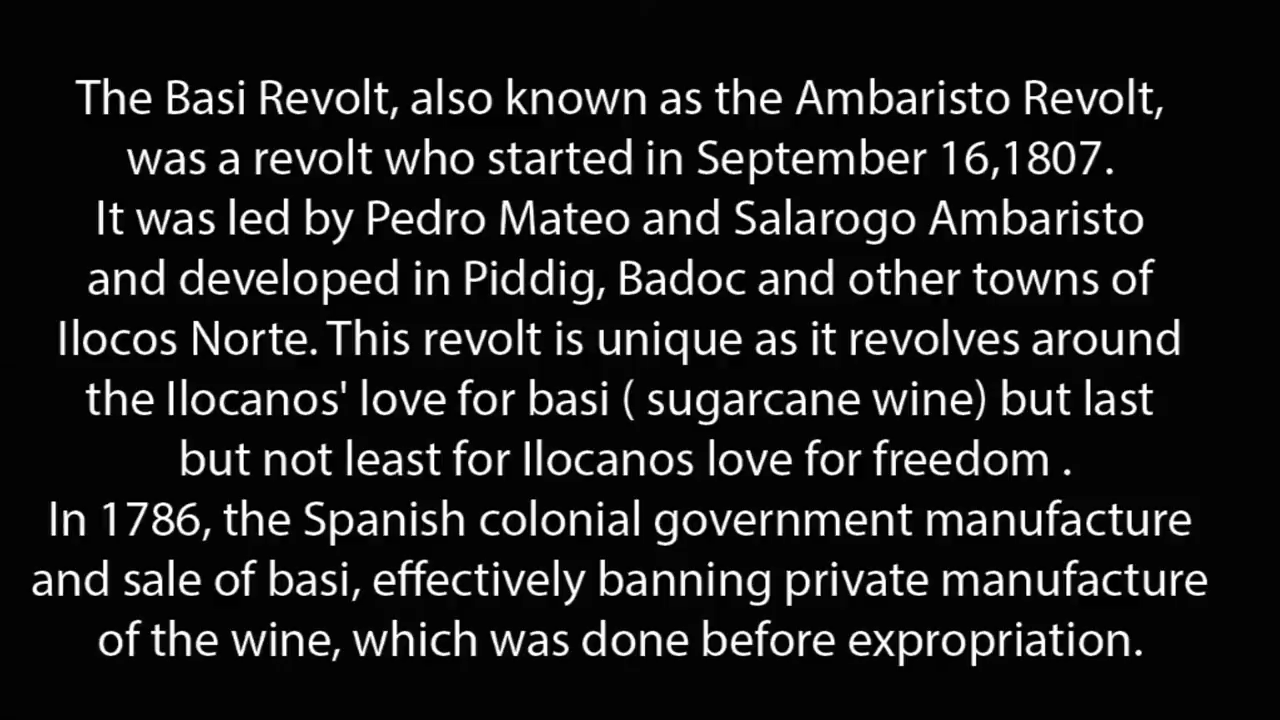 The Basi Revolt, also known as the Ambaristo Revolt,
was a revolt who started in September 16,1807.
It was led by Pedro Mateo and Salarogo Ambaristo
and developed in Piddig, Badoc and other towns of
Ilocos Norte. This revolt is unique as it revolves around
the Ilocanos' love for basi ( sugarcane wine) but last
but not least for Ilocanos love for freedom .
In 1786, the Spanish colonial government manufacture
and sale of basi, effectively banning private manufacture
of the wine, which was done before expropriation.